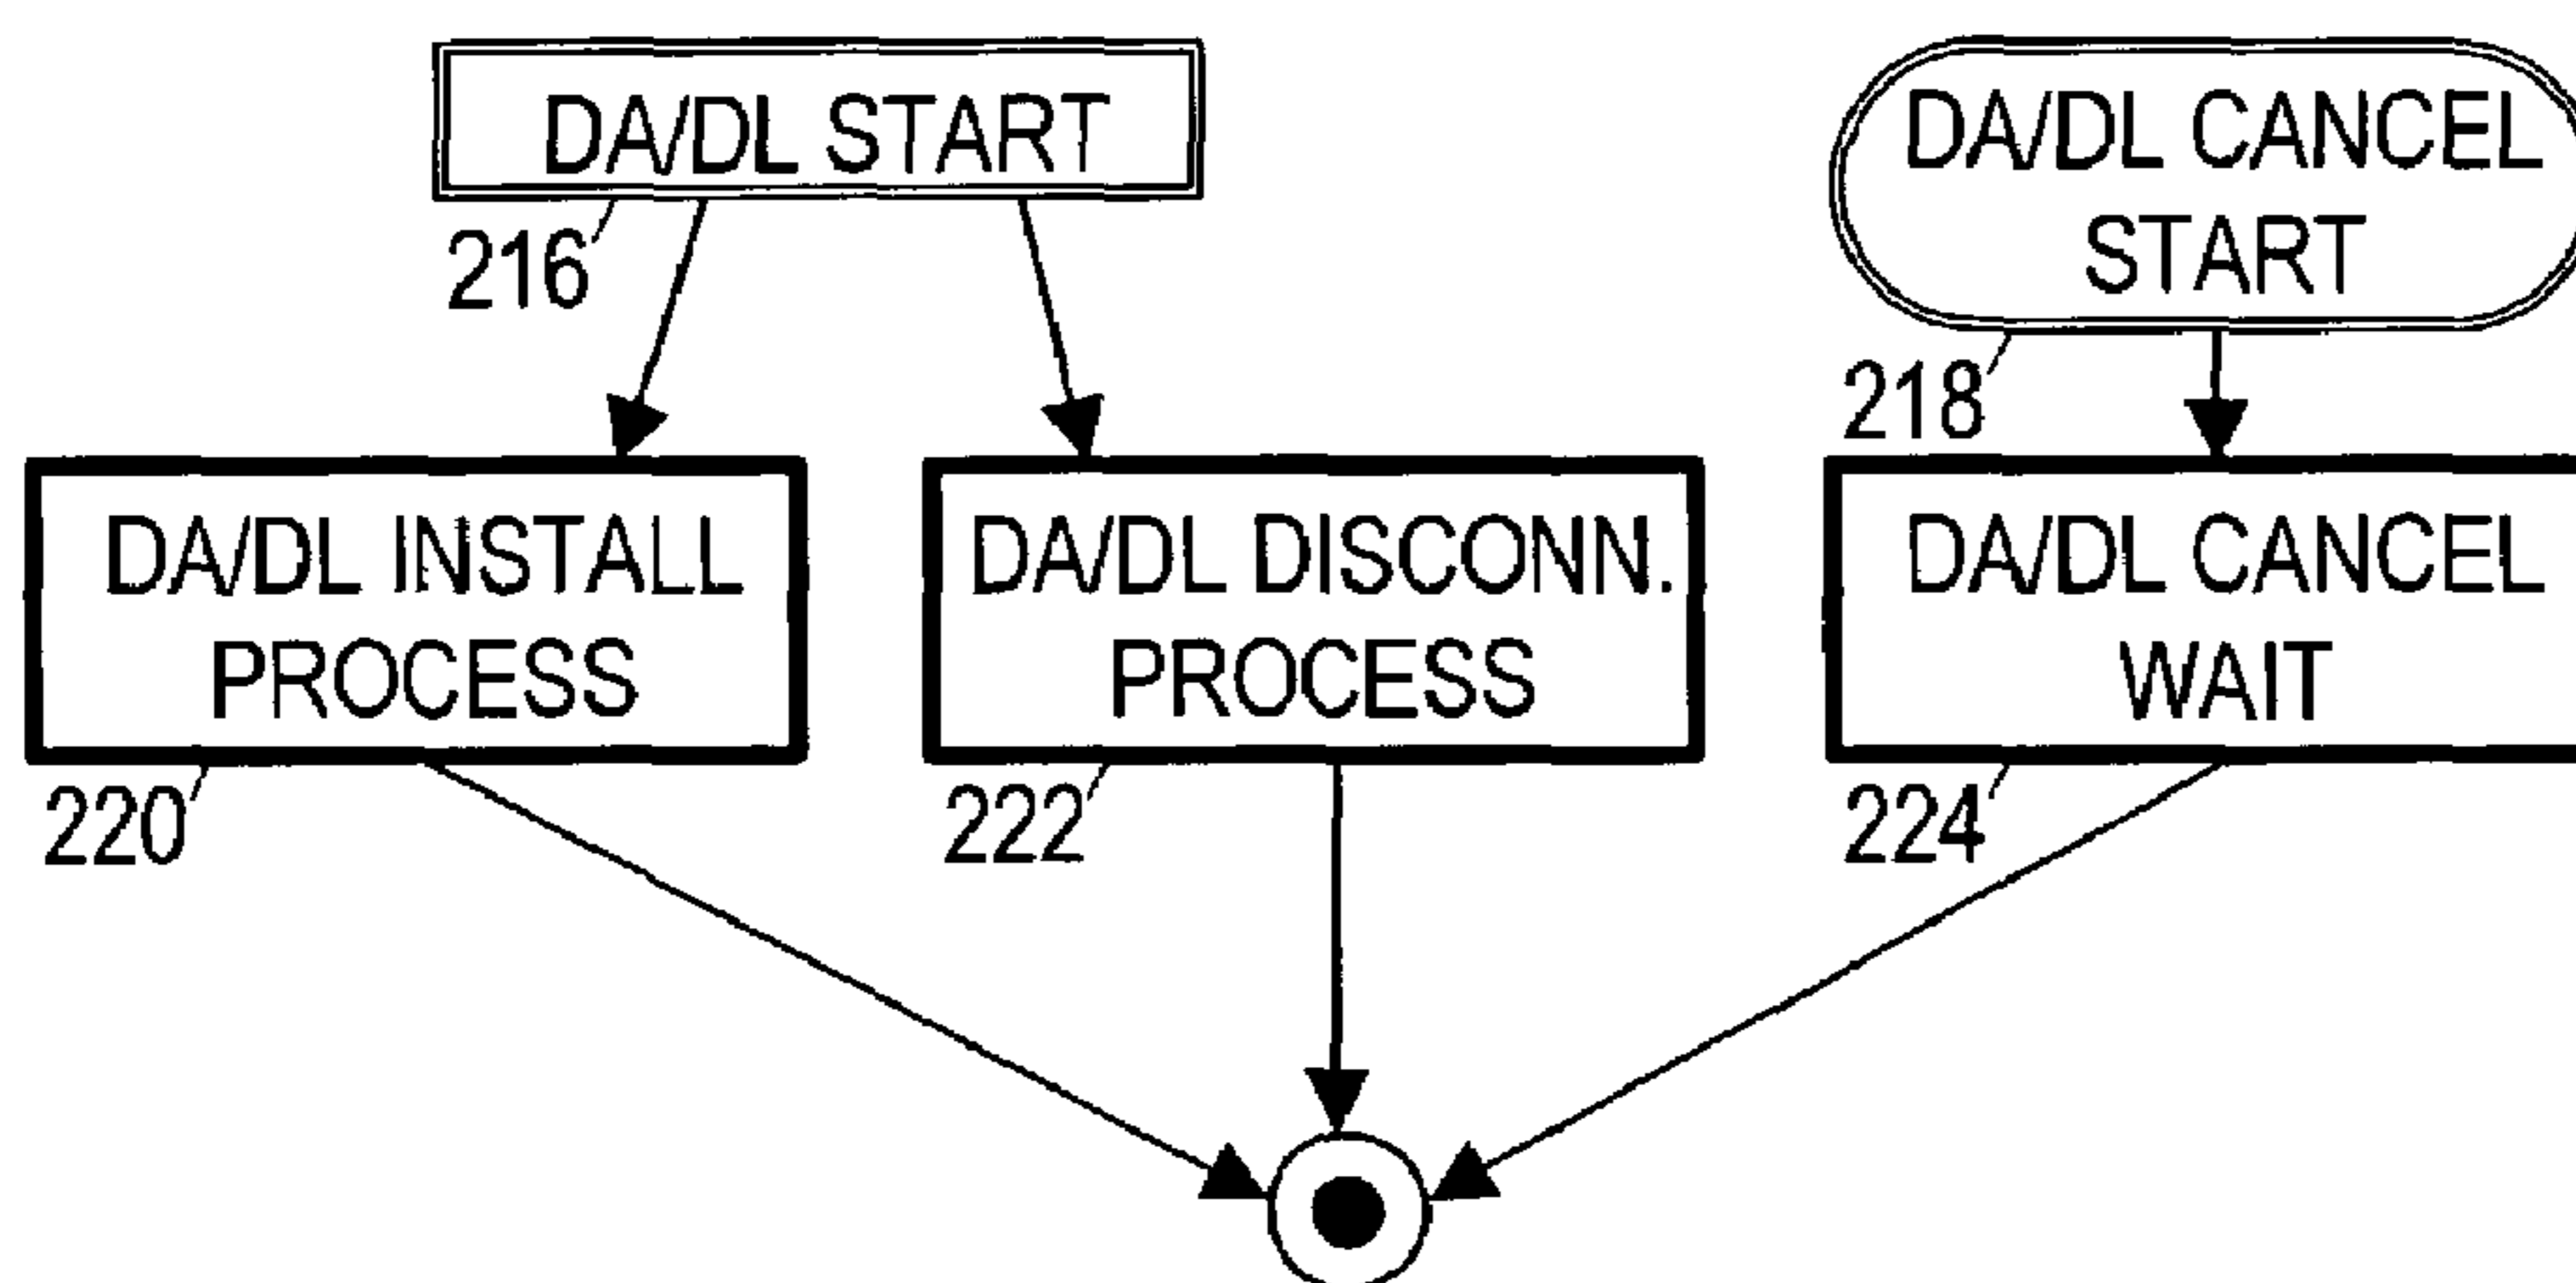 DA/DL START
216
DA/DL CANCEL
START
218
DA/DL INSTALL
PROCESS
220
DA/DL DISCONN.
PROCESS
222
DA/DL CANCEL
WAIT
224